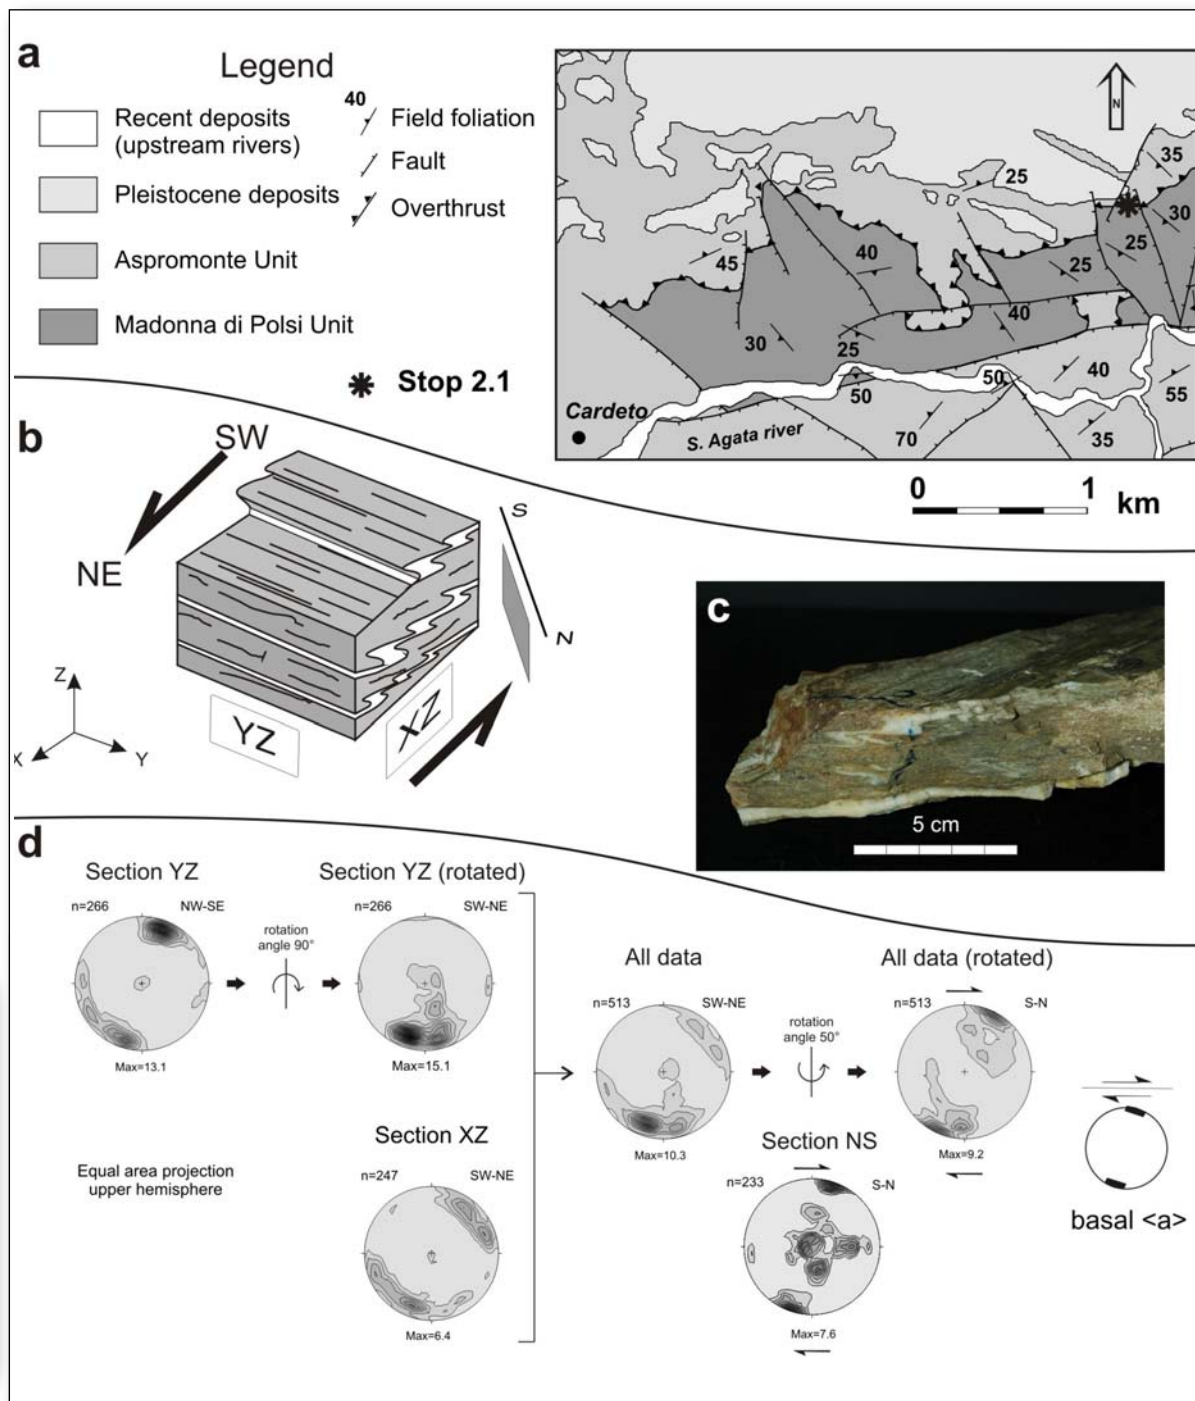 a
Legend
Recent deposits
(upstream rivers)
Pleistocene deposits
Aspromonte Unit
Madonna di Polsi Unit
40
Field foliation
Fault
Overthrust
Stop 2.1
N
35
25
30
25
40
45
25
40
30
25
50
50
40
55
70
35
Cardeto
S. Agata river
0
1
km
b
SW
NE
S
N
Z
X
Y
YZ
XZ
c
5 cm
d
Section YZ
n=266
NW-SE
Max=13.1
rotation
angle 90°
Section YZ (rotated)
n=266
SW-NE
Max=15.1
Section XZ
n=247
SW-NE
Max=6.4
Equal area projection
upper hemisphere
All data
n=513
SW-NE
Max=10.3
rotation
angle 50°
All data (rotated)
n=513
S-N
Max=9.2
Section NS
n=233
S-N
Max=7.6
basal <a>